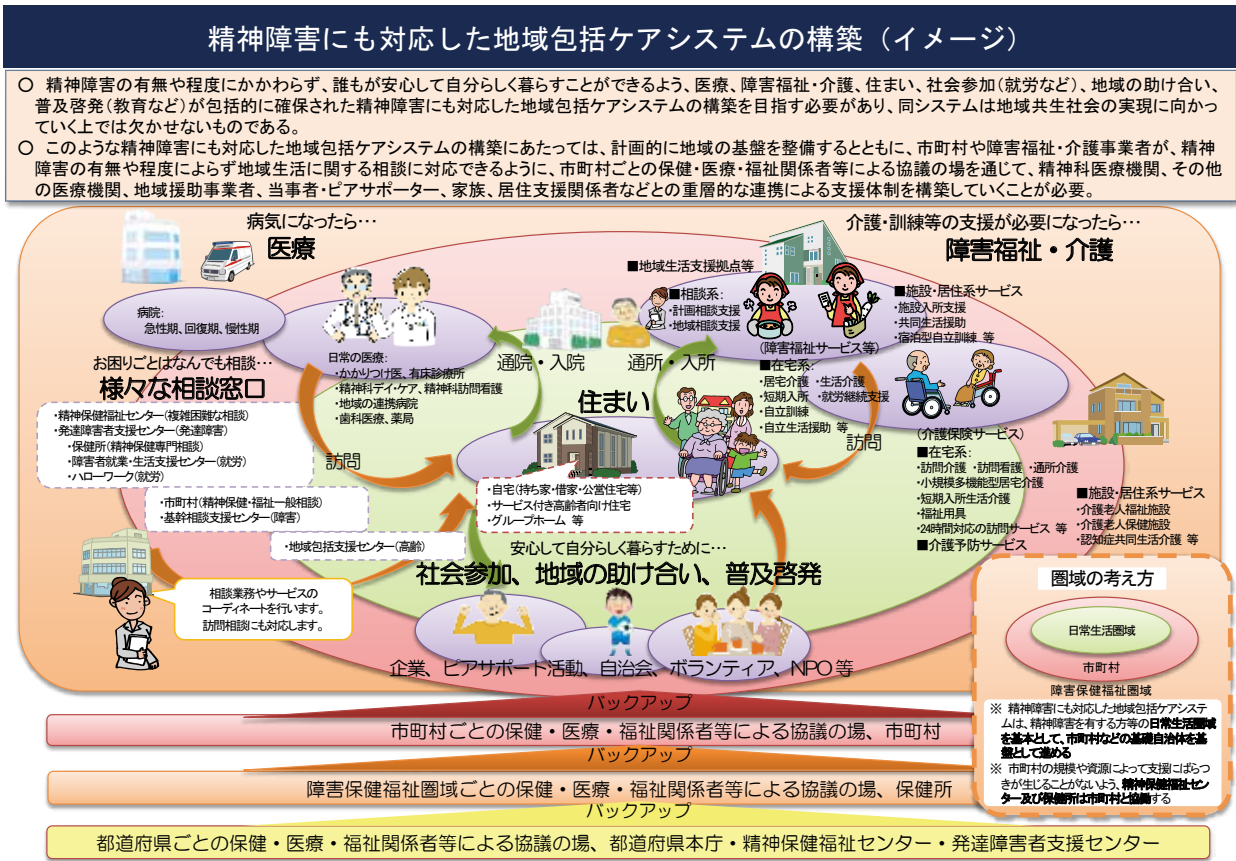 精神障害にも対応した地域包括ケアシステムの構築（イメージ）
○ 精神障害の有無や程度にかかわらず、誰もが安心して自分らしく暮らすことができるよう、医療、障害福祉・介護、住まい、社会参加（就労など）、地域の助け合い、
普及啓発（教育など）が包括的に確保された精神障害にも対応した地域包括ケアシステムの構築を目指す必要があり、同システムは地域共生社会の実現に向かっ
ていく上では欠かせないものである。
○ このような精神障害にも対応した地域包括ケアシステムの構築にあたっては、計画的に地域の基盤を整備するとともに、市町村や障害福祉・介護事業者が、精神
障害の有無や程度によらず地域生活に関する相談に対応できるように、市町村ごとの保健・医療・福祉関係者等による協議の場を通じて、精神科医療機関、その他
の医療機関、地域援助事業者、当事者・ピアサポーター、家族、居住支援関係者などとの重層的な連携による支援体制を構築していくことが必要。
病気になったら…
医療
病院：
急性期、回復期、慢性期
日常の医療：
・かかりつけ医、有床診療所
・精神科デイ・ケア、精神科訪問看護
・地域の連携病院
・歯科医療、薬局
お困りごとはなんでも相談…
様々な相談窓口
・精神保健福祉センター（複雑困難な相談）
・発達障害者支援センター（発達障害）
・保健所（精神保健専門相談）
・障害者就業・生活支援センター（就労）
・ハローワーク（就労）
・市町村（精神保健・福祉一般相談）
・基幹相談支援センター（障害）
・地域包括支援センター（高齢）
相談業務やサービスの
コーディネートを行います。
訪問相談にも対応します。
訪問
通院・入院
通所・入所
住まい
・自宅（持ち家・借家・公営住宅等）
・サービス付き高齢者向け住宅
・グループホーム 等
介護・訓練等の支援が必要になったら…
障害福祉・介護
■地域生活支援拠点等
■相談系：
・計画相談支援
・地域相談支援
（障害福祉サービス等）
■施設・居住系サービス
・施設入所支援
・共同生活援助
・宿泊型自立訓練 等
■在宅系：
・居宅介護 ・生活介護
・短期入所 ・就労継続支援
・自立訓練
・自立生活援助 等
訪問
（介護保険サービス）
■在宅系：
・訪問介護 ・訪問看護 ・通所介護
・小規模多機能型居宅介護
・短期入所生活介護
・福祉用具
・24時間対応の訪問サービス 等
■介護予防サービス
■施設・居住系サービス
・介護老人福祉施設
・介護老人保健施設
・認知症共同生活介護 等
安心して自分らしく暮らすために…
社会参加、地域の助け合い、普及啓発
企業、ピアサポート活動、自治会、ボランティア、NPO 等
圏域の考え方
日常生活圏域
市町村
障害保健福祉圏域
※ 精神障害にも対応した地域包括ケアシステ
ムは、精神障害を有する方等の日常生活圏域
を基本として、市町村などの基礎自治体を基
盤として進める
※ 市町村の規模や資源によって支援にばらつ
きが生じることがないよう、精神保健福祉セン
ター及び保健所は市町村と協働する
バックアップ
市町村ごとの保健・医療・福祉関係者等による協議の場、市町村
バックアップ
障害保健福祉圏域ごとの保健・医療・福祉関係者等による協議の場、保健所
バックアップ
都道府県ごとの保健・医療・福祉関係者等による協議の場、都道府県本庁・精神保健福祉センター・発達障害者支援センター